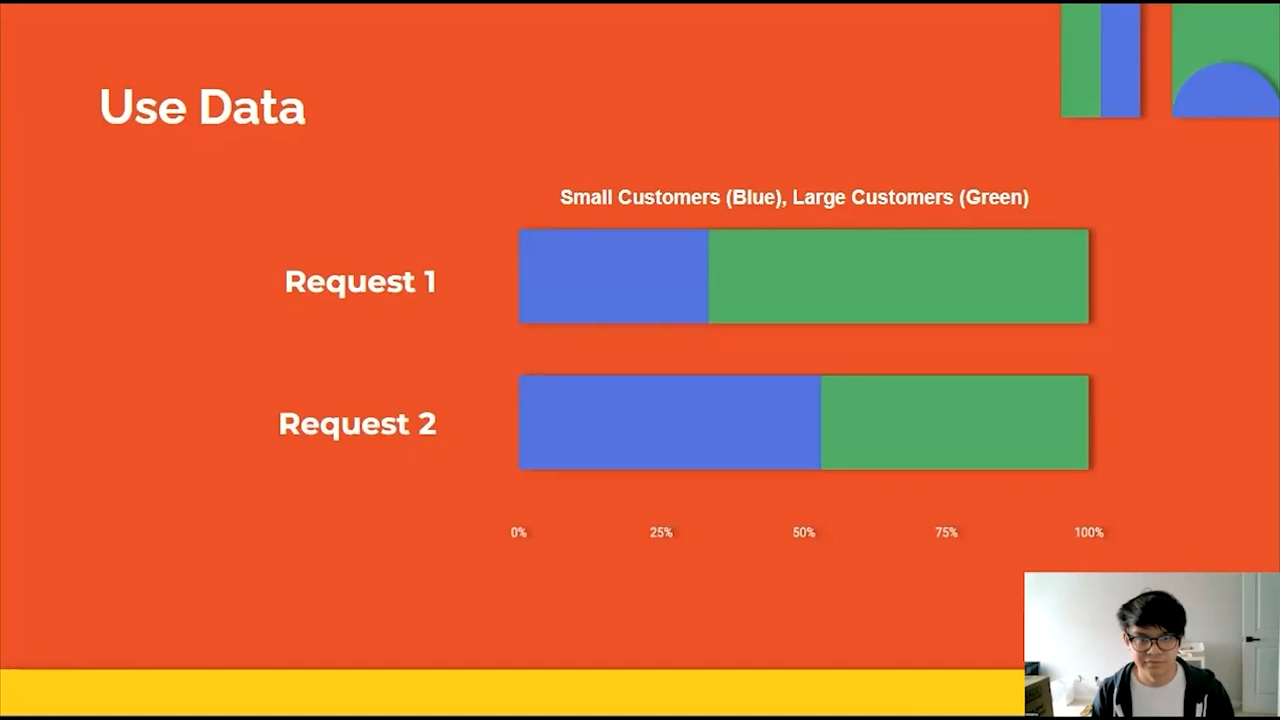 Use Data
Small Customers (Blue), Large Customers (Green)
Request 1
Request 2
0% 25% 50% 75% 100%